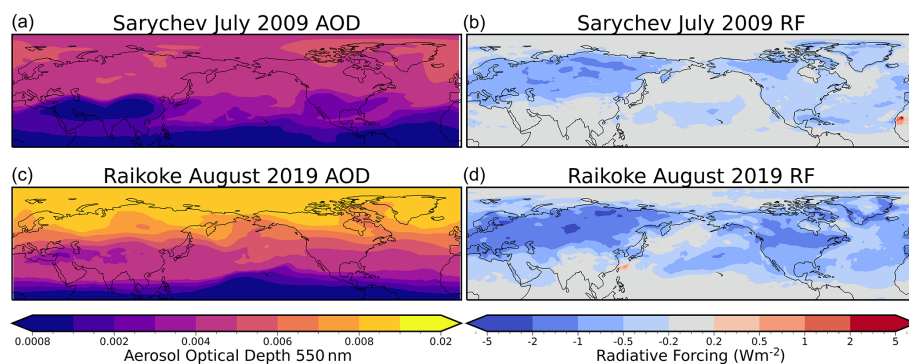 (a) Sarychev July 2009 AOD
(b) Sarychev July 2009 RF
(c) Raikoke August 2019 AOD
(d) Raikoke August 2019 RF
0.0008 0.002 0.004 0.006 0.008 0.02
Aerosol Optical Depth 550 nm
-5 -2 -1 -0.5 -0.2 0.2 0.5 1 2 5
Radiative Forcing (Wm-2)